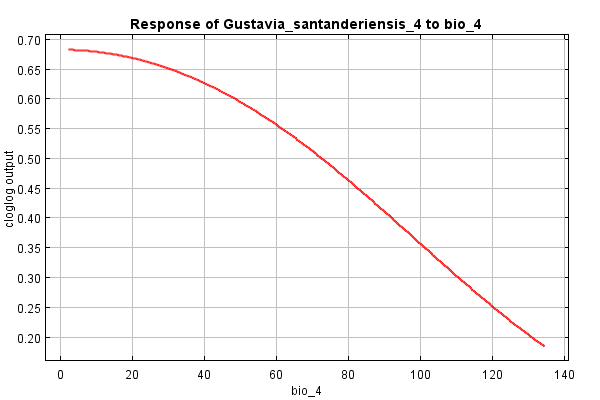 Response of Gustavia_santanderiensis_4 to bio_4
0.70
0.65
0.60
0.55
0.50
0.45
0.40
0.35
0.30
0.25
0.20
cloglog output
0 20 40 60 80 100 120 140
bio_4